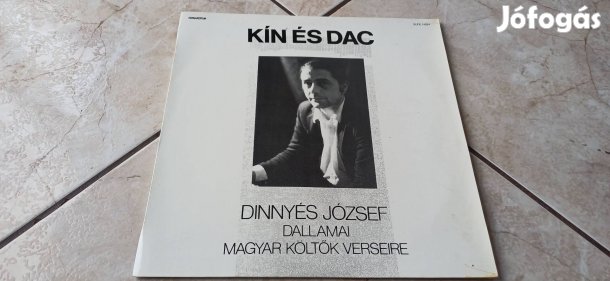 Jófogás
KÍN ÉS DAC
DINNYÉS JÓZSEF
DALLAMAI
MAGYAR KÖLTŐK VERSEIRE